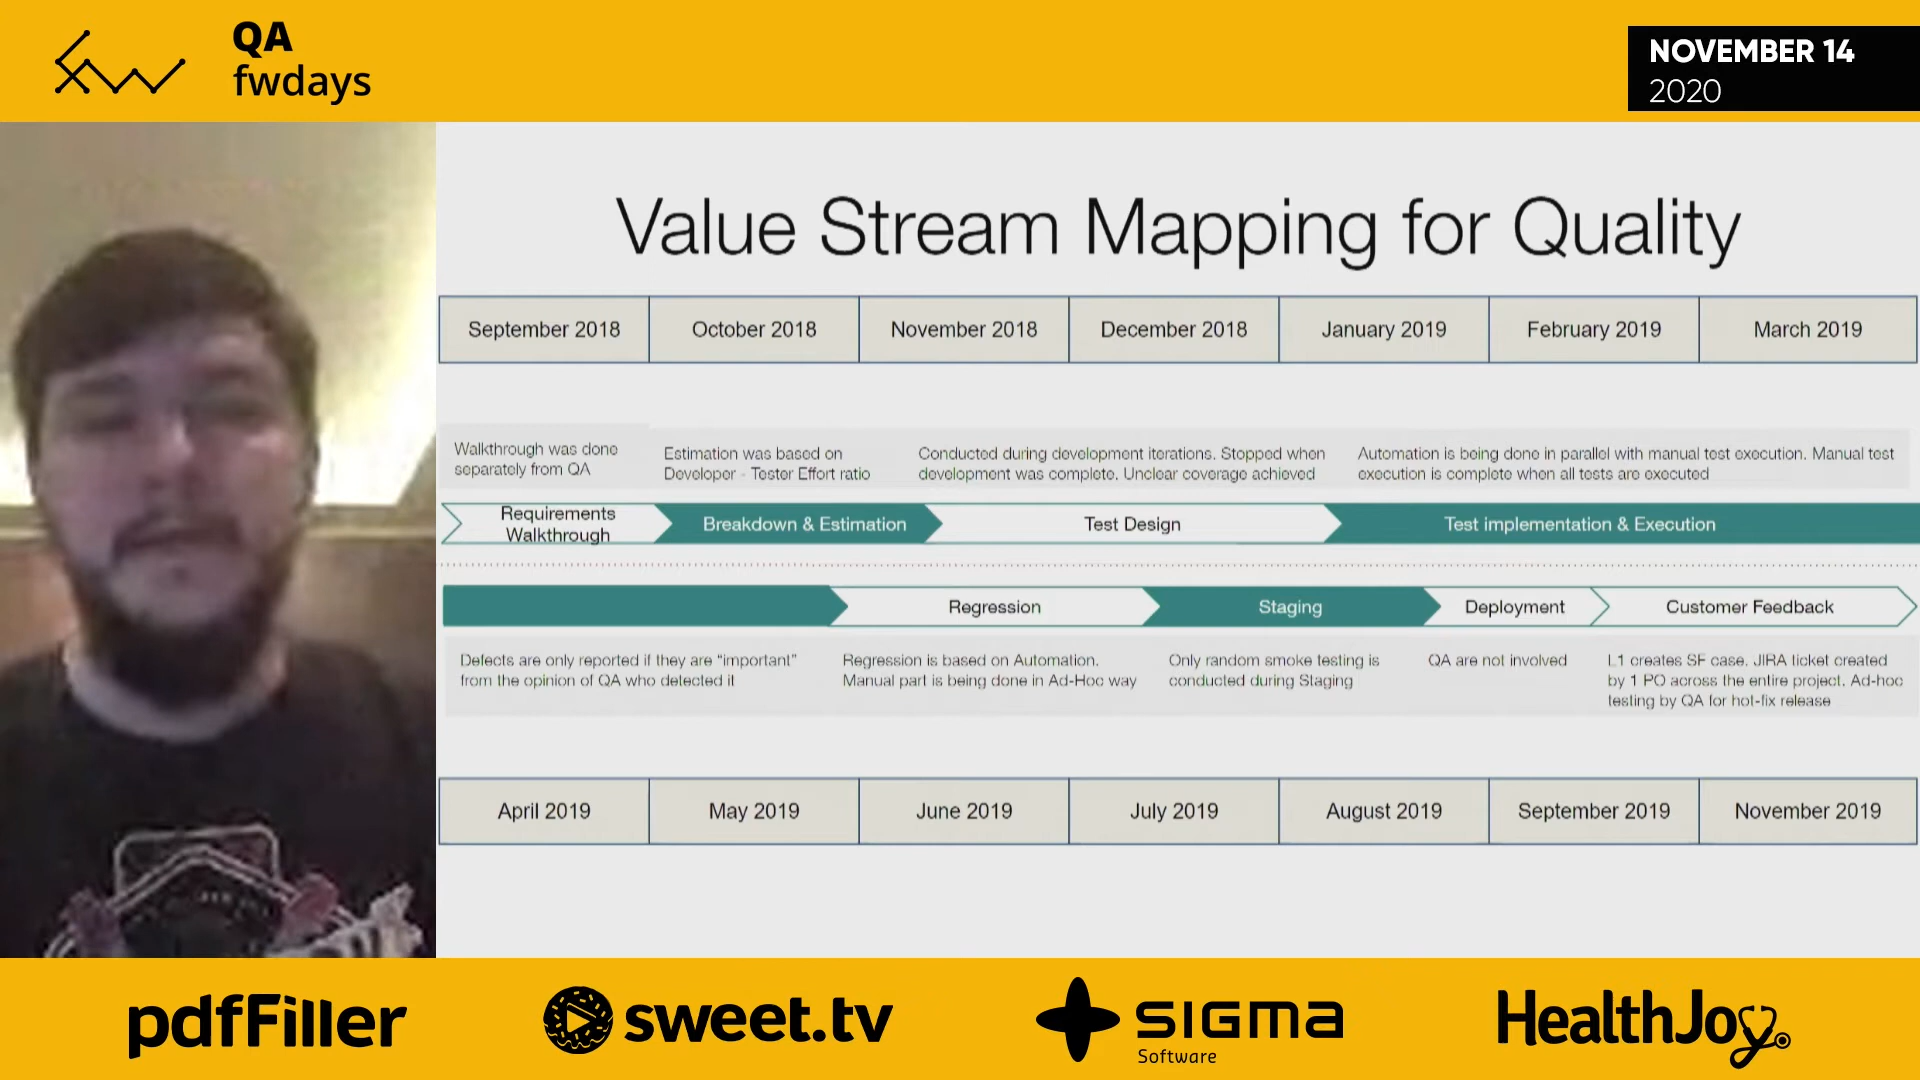 QA
fwdays
NOVEMBER 14
2020
Value Stream Mapping for Quality
September 2018
October 2018
November 2018
December 2018
January 2019
February 2019
March 2019
Walkthrough was done
separately from QA
Estimation was based on
Developer - Tester Effort ratio
Conducted during development iterations. Stopped when
development was complete. Unclear coverage achieved
Automation is being done in parallel with manual test execution. Manual test
execution is complete when all tests are executed
Requirements
Walkthrough
Breakdown & Estimation
Test Design
Test implementation & Execution
Regression
Staging
Deployment
Customer Feedback
Defects are only reported if they are “important”
from the opinion of QA who detected it
Regression is based on Automation.
Manual part is being done in Ad-Hoc way
Only random smoke testing is
conducted during Staging
QA are not involved
L1 creates SF case. JIRA ticket created
by 1 PO across the entire project. Ad-hoc
testing by QA for hot-fix release
April 2019
May 2019
June 2019
July 2019
August 2019
September 2019
November 2019
pdfFiller
sweet.tv
SIGMA
Software
HealthJoy